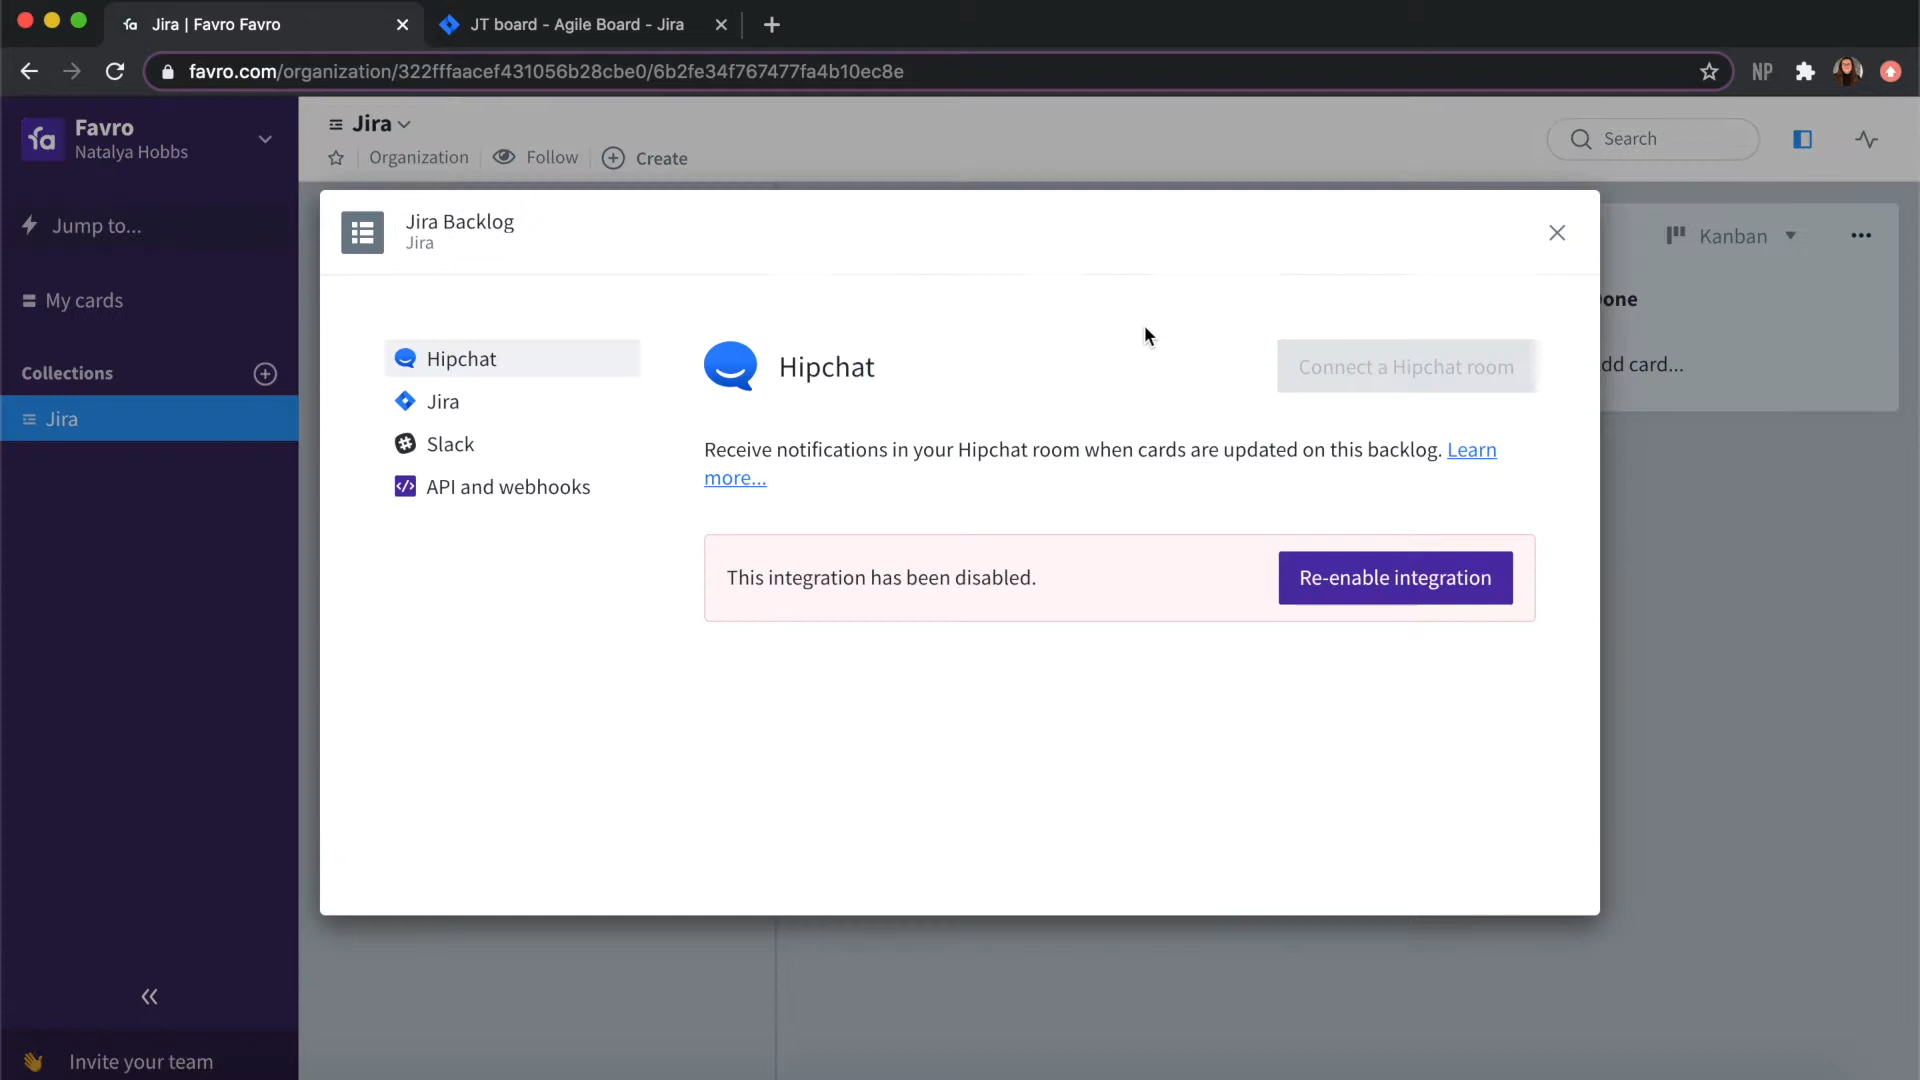 Jira | Favro Favro
JT board - Agile Board - Jira
favro.com/organization/322fffaacef431056b28cbe0/6b2fe34f767477fa4b10ec8e
NP
Favro
Natalya Hobbs
Jump to...
My cards
Collections
Jira
Invite your team
Jira
Organization
Follow
Create
Search
Kanban
one
dd card...
Jira Backlog
Jira
Hipchat
Jira
Slack
API and webhooks
Hipchat
Connect a Hipchat room
Receive notifications in your Hipchat room when cards are updated on this backlog. Learn
more...
This integration has been disabled.
Re-enable integration